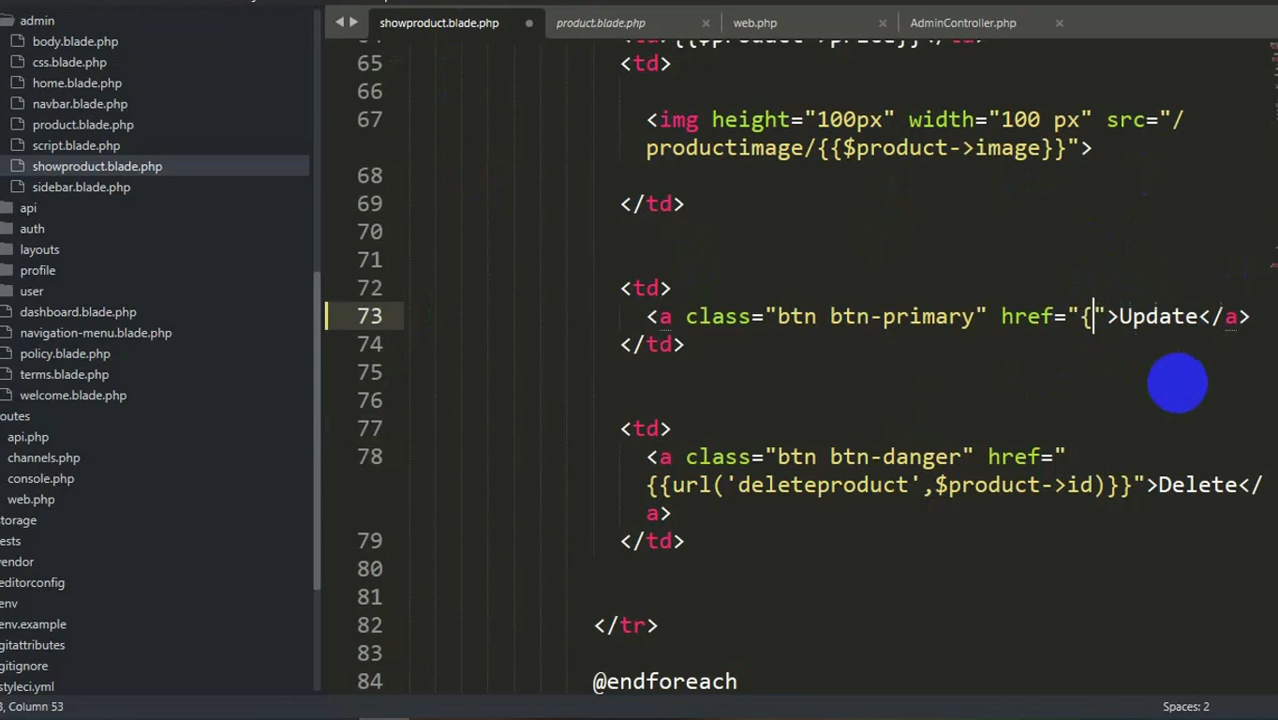 admin
body.blade.php
css.blade.php
home.blade.php
navbar.blade.php
product.blade.php
script.blade.php
showproduct.blade.php
sidebar.blade.php
api
auth
layouts
profile
user
dashboard.blade.php
navigation-menu.blade.php
policy.blade.php
terms.blade.php
welcome.blade.php
outes
api.php
channels.php
console.php
web.php
storage
ests
vendor
editorconfig
env
env.example
gitattributes
gitignore
styleci.yml
showproduct.blade.php
product.blade.php
web.php
AdminController.php
65 <td>
66
67 <img height="100px" width="100 px" src="/
productimage/{{$product->image}}">
68
69 </td>
70
71
72 <td>
73 <a class="btn btn-primary" href="{">Update</a>
74 </td>
75
76
77 <td>
78 <a class="btn btn-danger" href="
{{url('deleteproduct',$product->id)}}">Delete</
a>
79 </td>
80
81
82 </tr>
83
84 @endforeach
3, Column 53
Spaces: 2